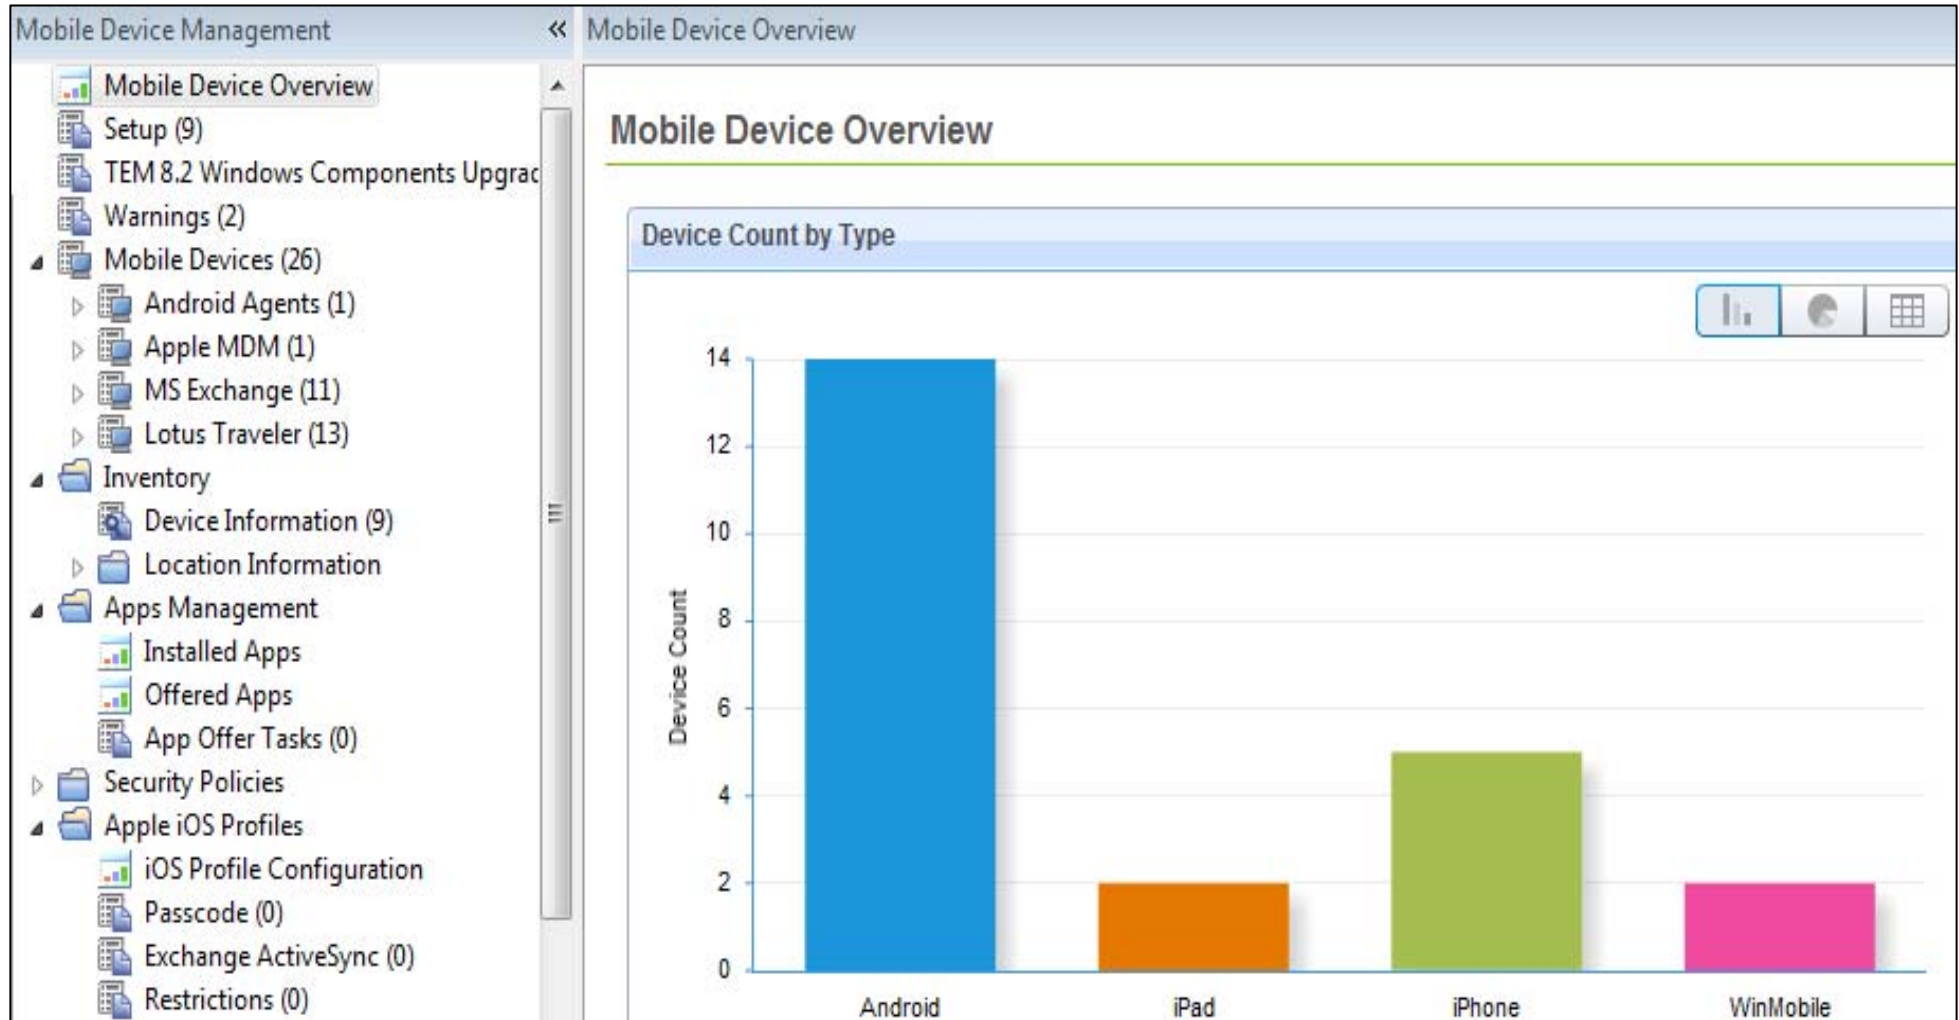 Mobile Device Management «
Mobile Device Overview
Setup (9)
TEM 8.2 Windows Components Upgrac
Warnings (2)
Mobile Devices (26)
Android Agents (1)
Apple MDM (1)
MS Exchange (11)
Lotus Traveler (13)
Inventory
Device Information (9)
Location Information
Apps Management
Installed Apps
Offered Apps
App Offer Tasks (0)
Security Policies
Apple iOS Profiles
iOS Profile Configuration
Passcode (0)
Exchange ActiveSync (0)
Restrictions (0)
Mobile Device Overview
Mobile Device Overview
Device Count by Type
Device Count
14
12
10
8
6
4
2
0
Android iPad iPhone WinMobile